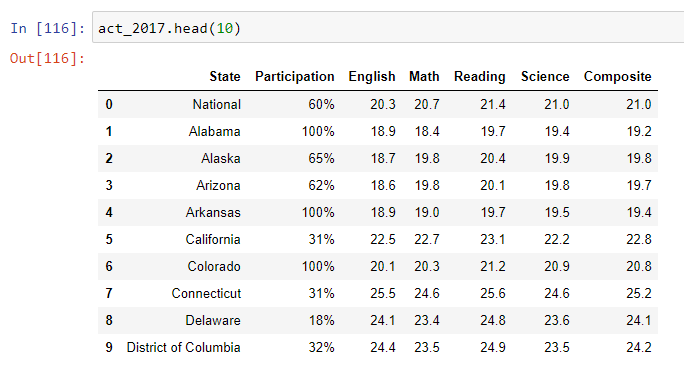 In [116]: act_2017.head(10)
Out[116]:
State Participation English Math Reading Science Composite
0 National 60% 20.3 20.7 21.4 21.0 21.0
1 Alabama 100% 18.9 18.4 19.7 19.4 19.2
2 Alaska 65% 18.7 19.8 20.4 19.9 19.8
3 Arizona 62% 18.6 19.8 20.1 19.8 19.7
4 Arkansas 100% 18.9 19.0 19.7 19.5 19.4
5 California 31% 22.5 22.7 23.1 22.2 22.8
6 Colorado 100% 20.1 20.3 21.2 20.9 20.8
7 Connecticut 31% 25.5 24.6 25.6 24.6 25.2
8 Delaware 18% 24.1 23.4 24.8 23.6 24.1
9 District of Columbia 32% 24.4 23.5 24.9 23.5 24.2